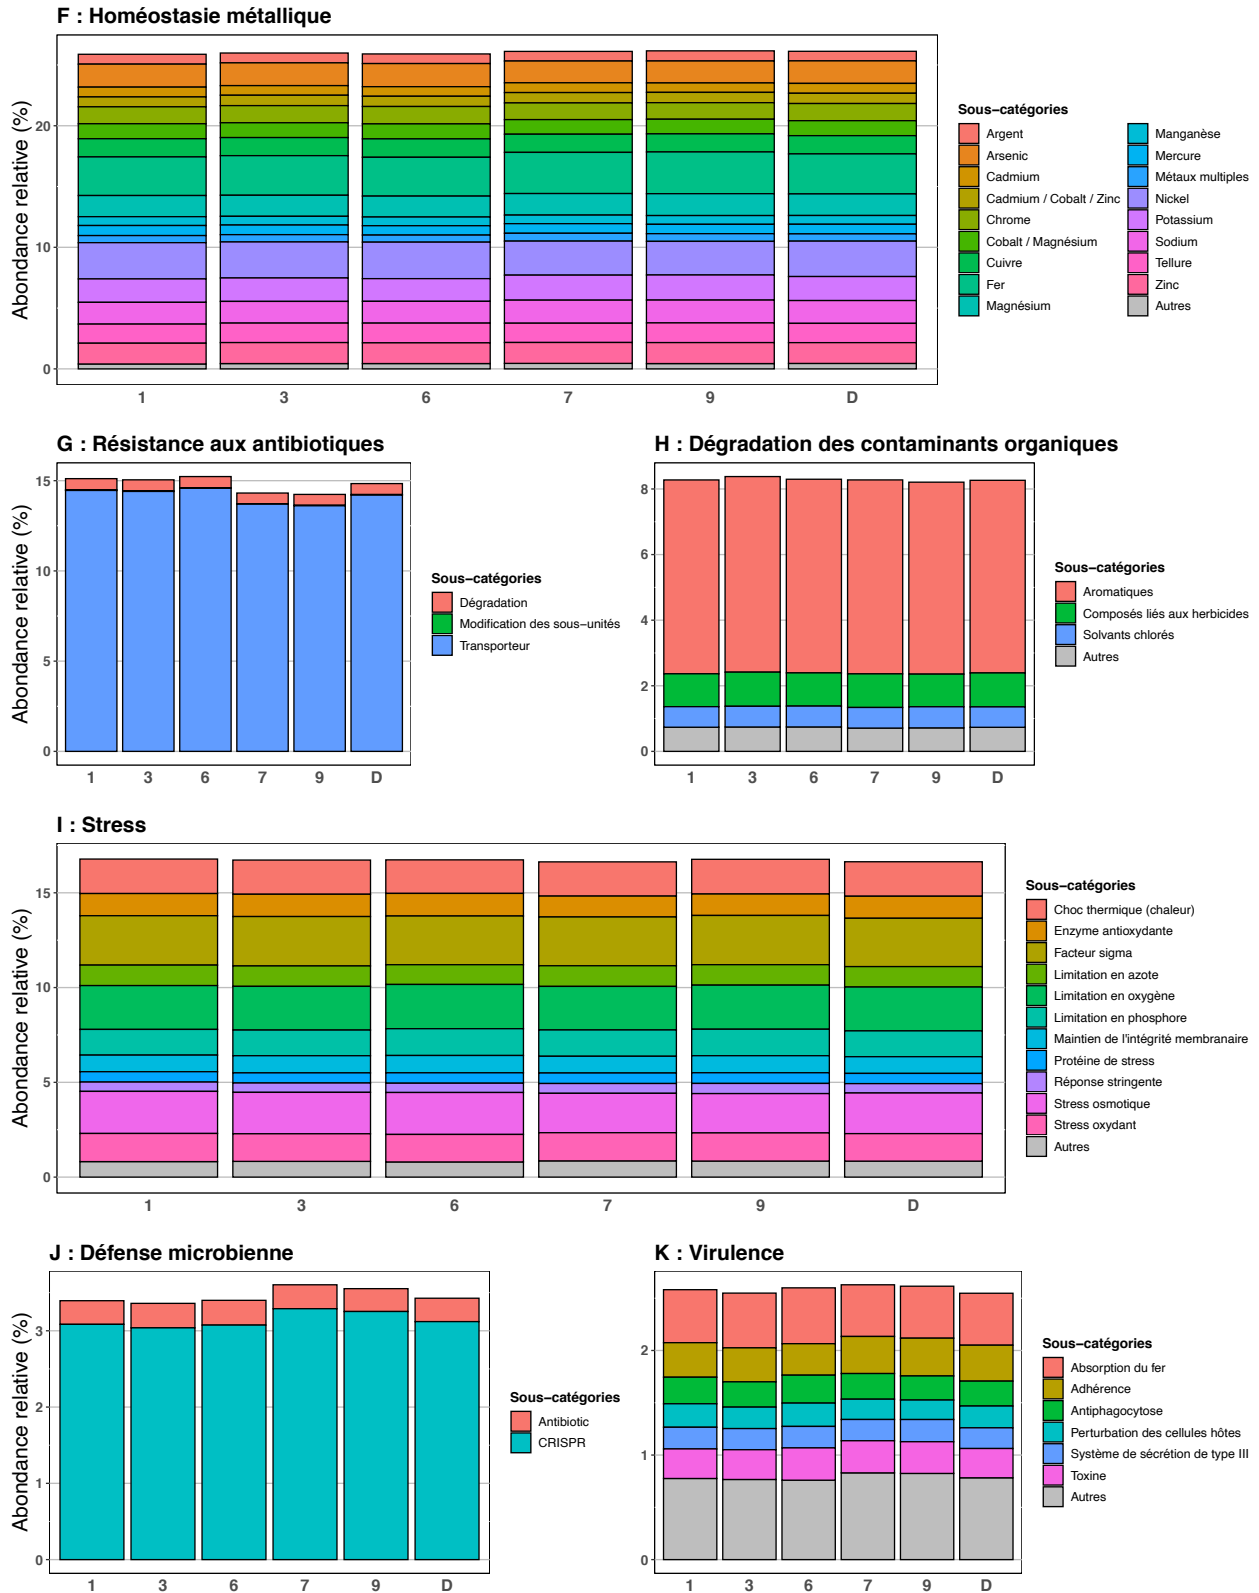 F : Homéostasie métallique
Abondance relative (%)
20
10
0
1 3 6 7 9 D
Sous−catégories
Argent
Arsenic
Cadmium
Cadmium / Cobalt / Zinc
Chrome
Cobalt / Magnésium
Cuivre
Fer
Magnésium
Manganèse
Mercure
Métaux multiples
Nickel
Potassium
Sodium
Tellure
Zinc
Autres
G : Résistance aux antibiotiques
Abondance relative (%)
15
10
5
0
1 3 6 7 9 D
Sous−catégories
Dégradation
Modification des sous−unités
Transporteur
H : Dégradation des contaminants organiques
8
6
4
2
0
1 3 6 7 9 D
Sous−catégories
Aromatiques
Composés liés aux herbicides
Solvants chlorés
Autres
I : Stress
Abondance relative (%)
15
10
5
0
1 3 6 7 9 D
Sous−catégories
Choc thermique (chaleur)
Enzyme antioxydante
Facteur sigma
Limitation en azote
Limitation en oxygène
Limitation en phosphore
Maintien de l'intégrité membranaire
Protéine de stress
Réponse stringente
Stress osmotique
Stress oxydant
Autres
J : Défense microbienne
Abondance relative (%)
3
2
1
0
1 3 6 7 9 D
Sous−catégories
Antibiotic
CRISPR
K : Virulence
2
1
0
1 3 6 7 9 D
Sous−catégories
Absorption du fer
Adhérence
Antiphagocytose
Perturbation des cellules hôtes
Système de sécrétion de type III
Toxine
Autres